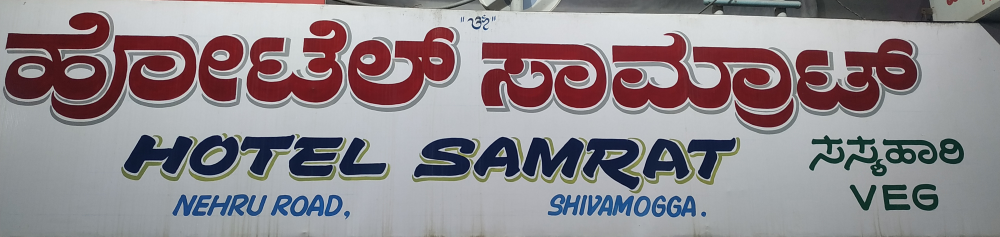 "ಶ್ರೀ"
ಹೋಟೆಲ್ ಸಾಮ್ರಾಟ್
HOTEL SAMRAT
ಸಸ್ಯಹಾರಿ
VEG
NEHRU ROAD, SHIVAMOGGA.